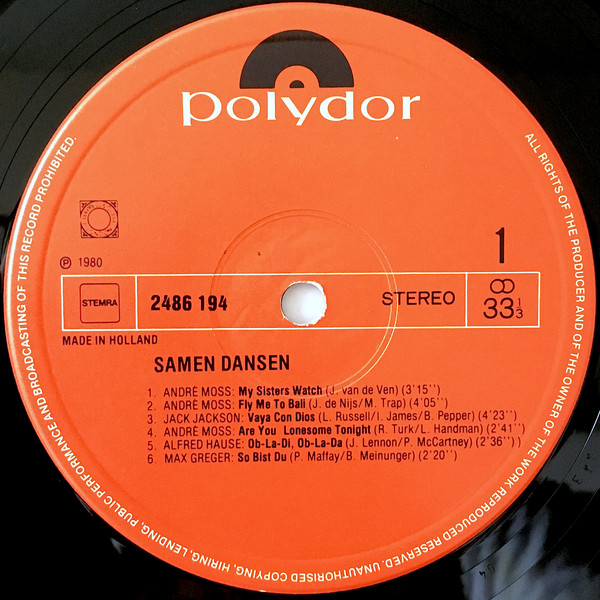 polydor
1
℗ 1980
STEMRA
2486 194
STEREO
33 1/3
MADE IN HOLLAND
SAMEN DANSEN
1. ANDRÉ MOSS: My Sisters Watch (J. van de Ven) (3'15'')
2. ANDRÉ MOSS: Fly Me To Bali (J. de Nijs/M. Trap) (4'05'')
3. JACK JACKSON: Vaya Con Dios (L. Russell/I. James/B. Pepper) (4'23'')
4. ANDRÉ MOSS: Are You Lonesome Tonight (R. Turk/L. Handman) (2'41'')
5. ALFRED HAUSE: Ob-La-Di, Ob-La-Da (J. Lennon/P. McCartney) (2'36'') )
6. MAX GREGER: So Bist Du (P. Maffay/B. Meinunger) (2'20'')
ALL RIGHTS OF THE PRODUCER AND OF THE OWNER OF THE WORK REPRODUCED RESERVED. UNAUTHORISED COPYING, HIRING, LENDING, PUBLIC PERFORMANCE AND BROADCASTING OF THIS RECORD PROHIBITED.